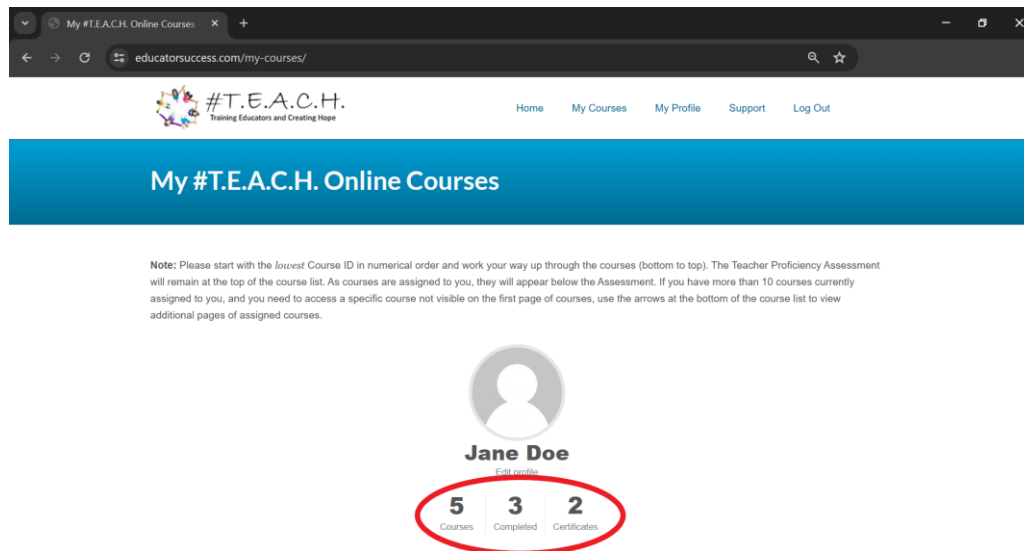 My #T.E.A.C.H. Online Courses
educatorsuccess.com/my-courses/
#T.E.A.C.H.
Training Educators and Creating Hope
Home My Courses My Profile Support Log Out
My #T.E.A.C.H. Online Courses
Note: Please start with the lowest Course ID in numerical order and work your way up through the courses (bottom to top). The Teacher Proficiency Assessment
will remain at the top of the course list. As courses are assigned to you, they will appear below the Assessment. If you have more than 10 courses currently
assigned to you, and you need to access a specific course not visible on the first page of courses, use the arrows at the bottom of the course list to view
additional pages of assigned courses.
Jane Doe
Edit profile
5 3 2
Courses Completed Certificates